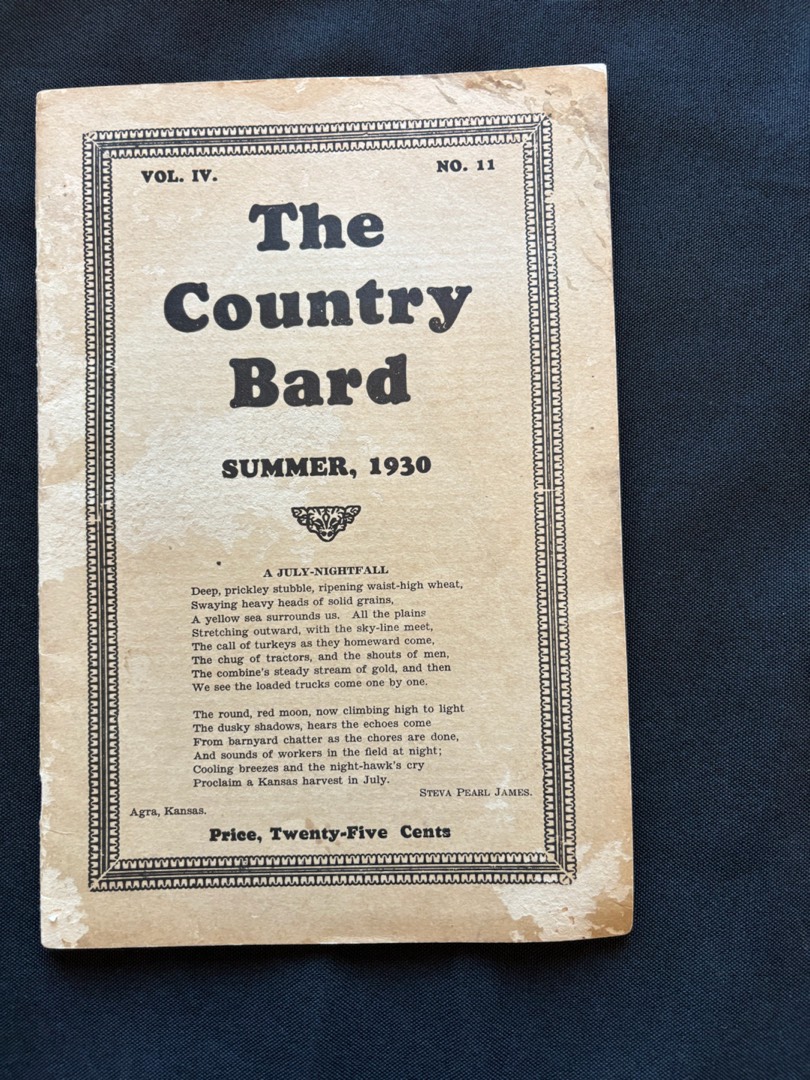 VOL. IV. NO. 11
The
Country
Bard
SUMMER, 1930
A JULY-NIGHTFALL
Deep, prickley stubble, ripening waist-high wheat,
Swaying heavy heads of solid grains,
A yellow sea surrounds us. All the plains
Stretching outward, with the sky-line meet,
The call of turkeys as they homeward come,
The chug of tractors, and the shouts of men,
The combine's steady stream of gold, and then
We see the loaded trucks come one by one.
The round, red moon, now climbing high to light
The dusky shadows, hears the echoes come
From barnyard chatter as the chores are done,
And sounds of workers in the field at night;
Cooling breezes and the night-hawk's cry
Proclaim a Kansas harvest in July.
STEVA PEARL JAMES.
Agra, Kansas.
Price, Twenty-Five Cents